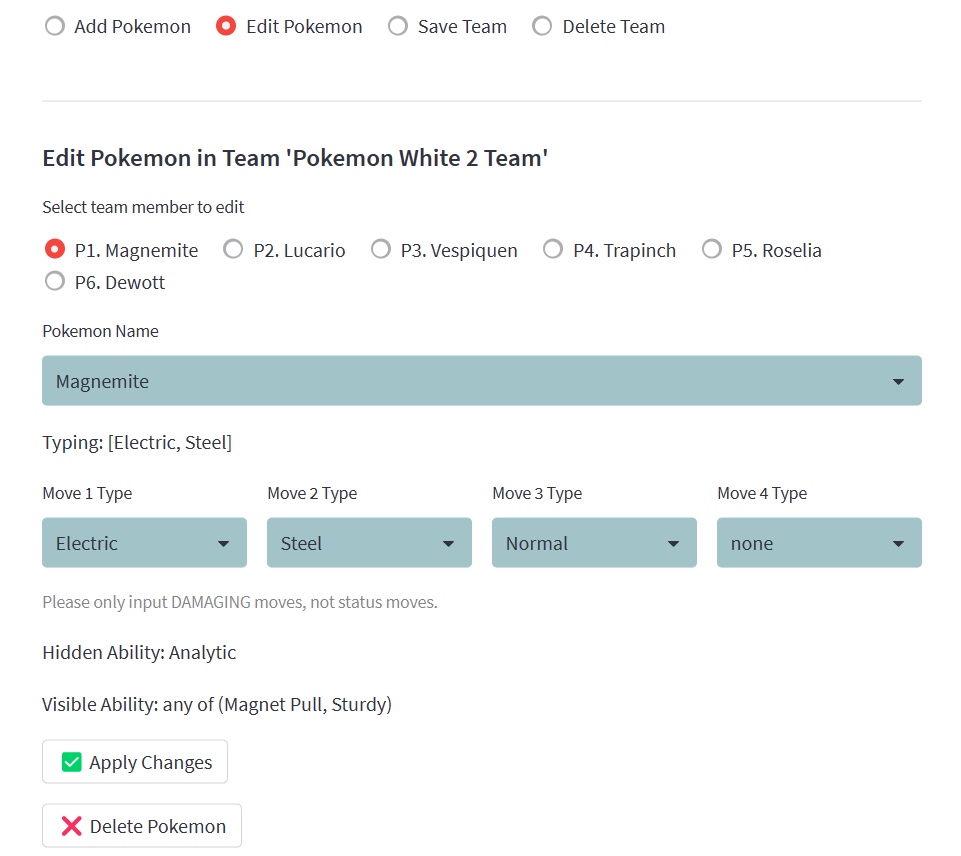 Add Pokemon Edit Pokemon Save Team Delete Team
Edit Pokemon in Team 'Pokemon White 2 Team'
Select team member to edit
P1. Magnemite P2. Lucario P3. Vespiquen P4. Trapinch P5. Roselia
P6. Dewott
Pokemon Name
Magnemite
Typing: [Electric, Steel]
Move 1 Type Move 2 Type Move 3 Type Move 4 Type
Electric Steel Normal none
Please only input DAMAGING moves, not status moves.
Hidden Ability: Analytic
Visible Ability: any of (Magnet Pull, Sturdy)
Apply Changes
Delete Pokemon